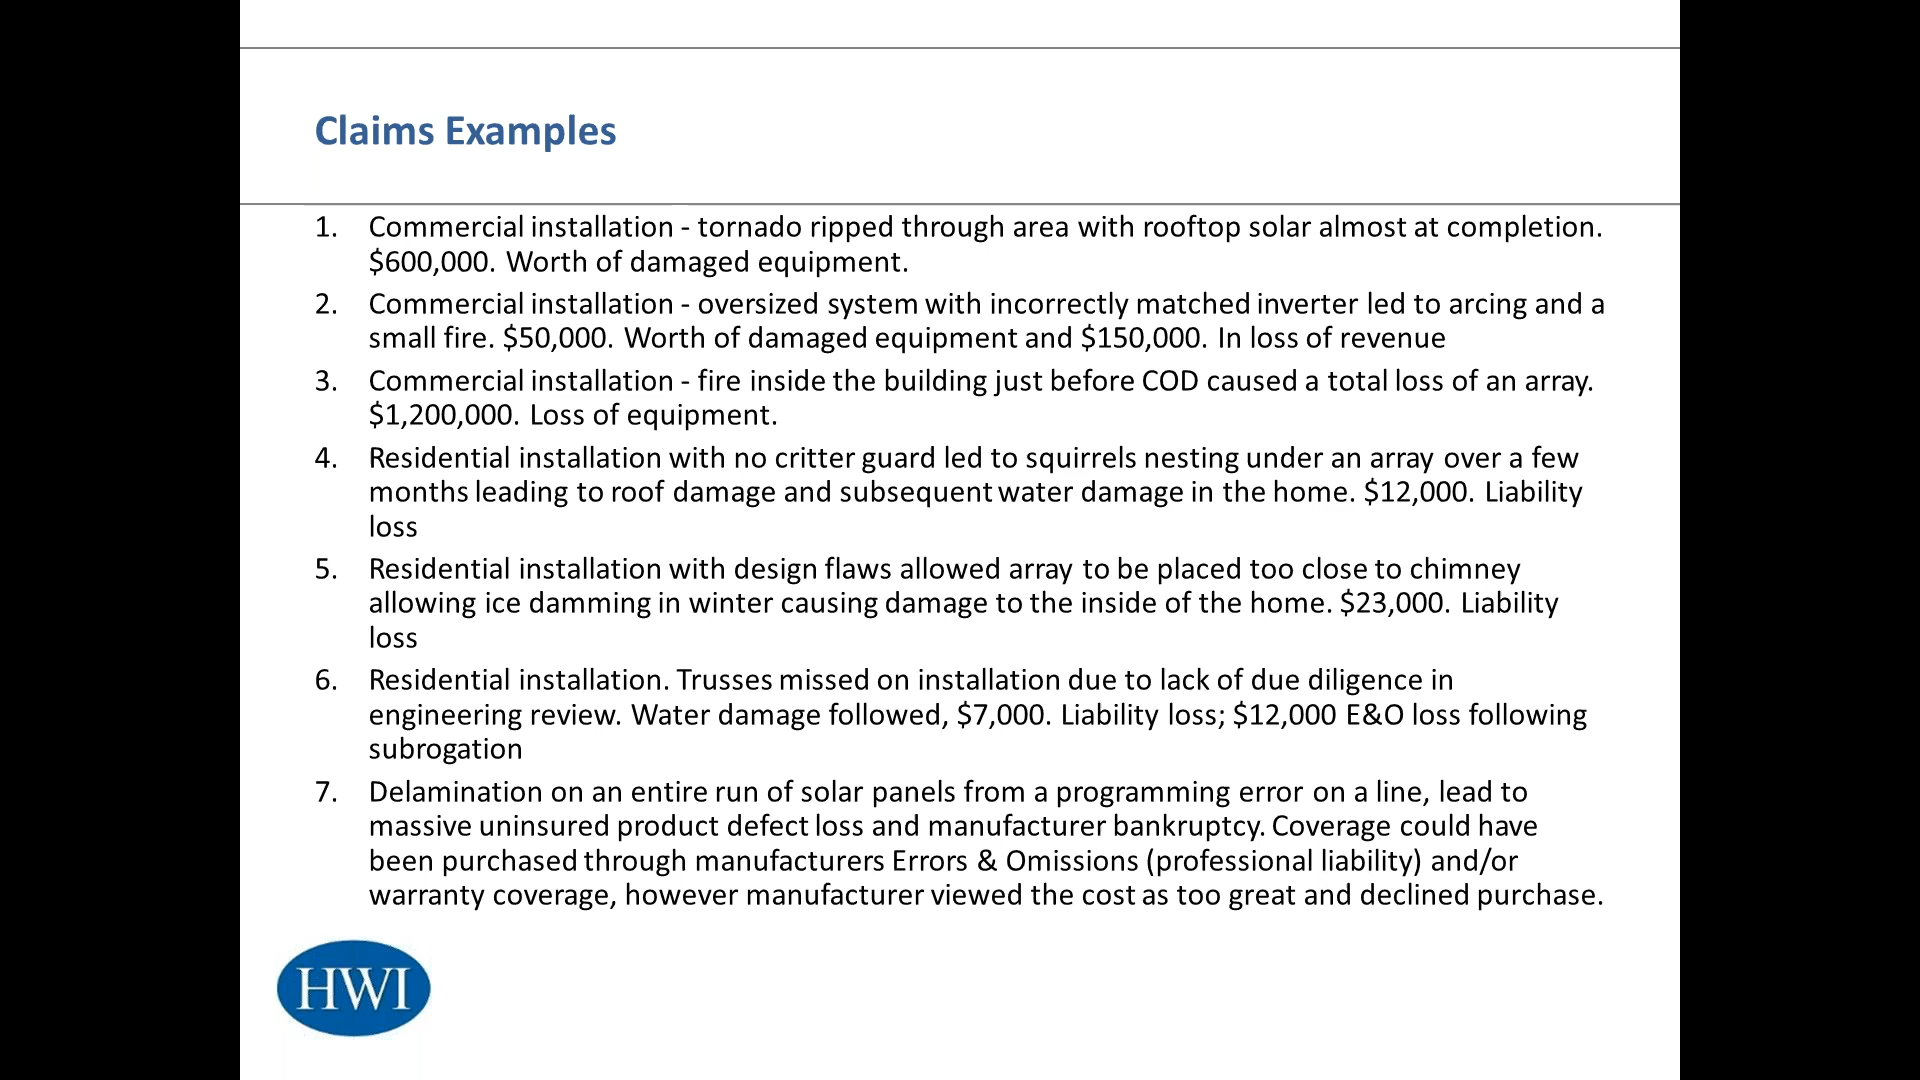 Claims Examples
1. Commercial installation - tornado ripped through area with rooftop solar almost at completion.
$600,000. Worth of damaged equipment.
2. Commercial installation - oversized system with incorrectly matched inverter led to arcing and a
small fire. $50,000. Worth of damaged equipment and $150,000. In loss of revenue
3. Commercial installation - fire inside the building just before COD caused a total loss of an array.
$1,200,000. Loss of equipment.
4. Residential installation with no critter guard led to squirrels nesting under an array over a few
months leading to roof damage and subsequent water damage in the home. $12,000. Liability
loss
5. Residential installation with design flaws allowed array to be placed too close to chimney
allowing ice damming in winter causing damage to the inside of the home. $23,000. Liability
loss
6. Residential installation. Trusses missed on installation due to lack of due diligence in
engineering review. Water damage followed, $7,000. Liability loss; $12,000 E&O loss following
subrogation
7. Delamination on an entire run of solar panels from a programming error on a line, lead to
massive uninsured product defect loss and manufacturer bankruptcy. Coverage could have
been purchased through manufacturers Errors & Omissions (professional liability) and/or
warranty coverage, however manufacturer viewed the cost as too great and declined purchase.
HWI